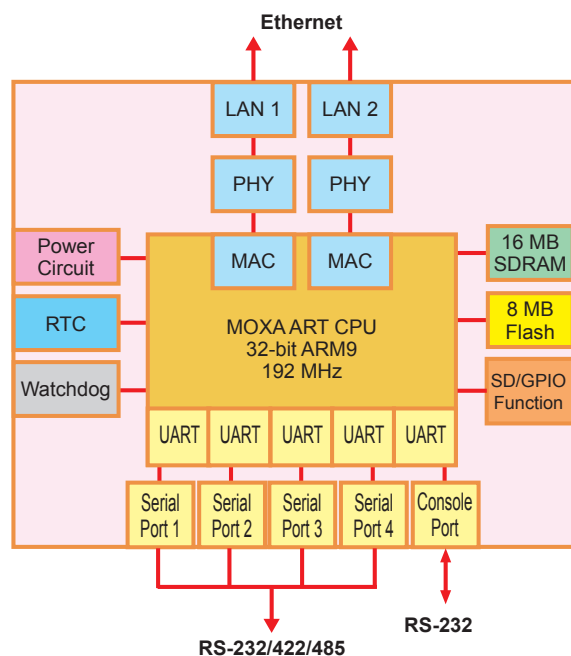 Ethernet
LAN 1
LAN 2
PHY
PHY
MAC
MAC
Power
Circuit
RTC
Watchdog
MOXA ART CPU
32-bit ARM9
192 MHz
16 MB
SDRAM
8 MB
Flash
SD/GPIO
Function
UART
UART
UART
UART
UART
Serial
Port 1
Serial
Port 2
Serial
Port 3
Serial
Port 4
Console
Port
RS-232
RS-232/422/485